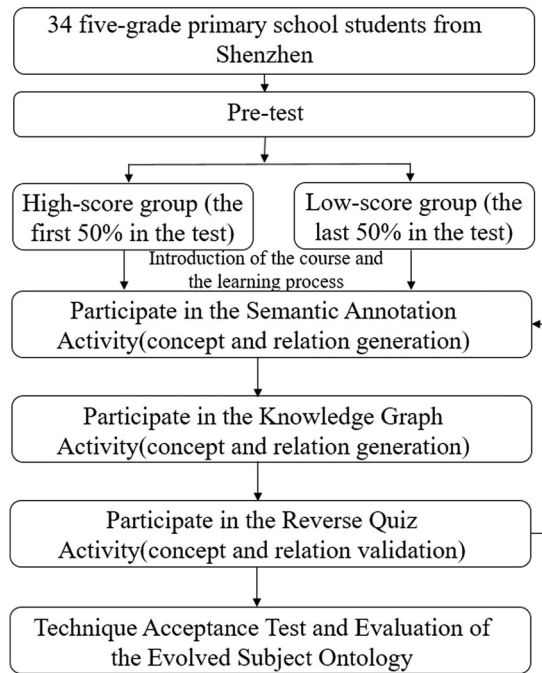 34 five-grade primary school students from
Shenzhen
Pre-test
High-score group (the
first 50% in the test)
Low-score group (the
last 50% in the test)
Introduction of the course and
the learning process
Participate in the Semantic Annotation
Activity(concept and relation generation)
Participate in the Knowledge Graph
Activity(concept and relation generation)
Participate in the Reverse Quiz
Activity(concept and relation validation)
Technique Acceptance Test and Evaluation of
the Evolved Subject Ontology